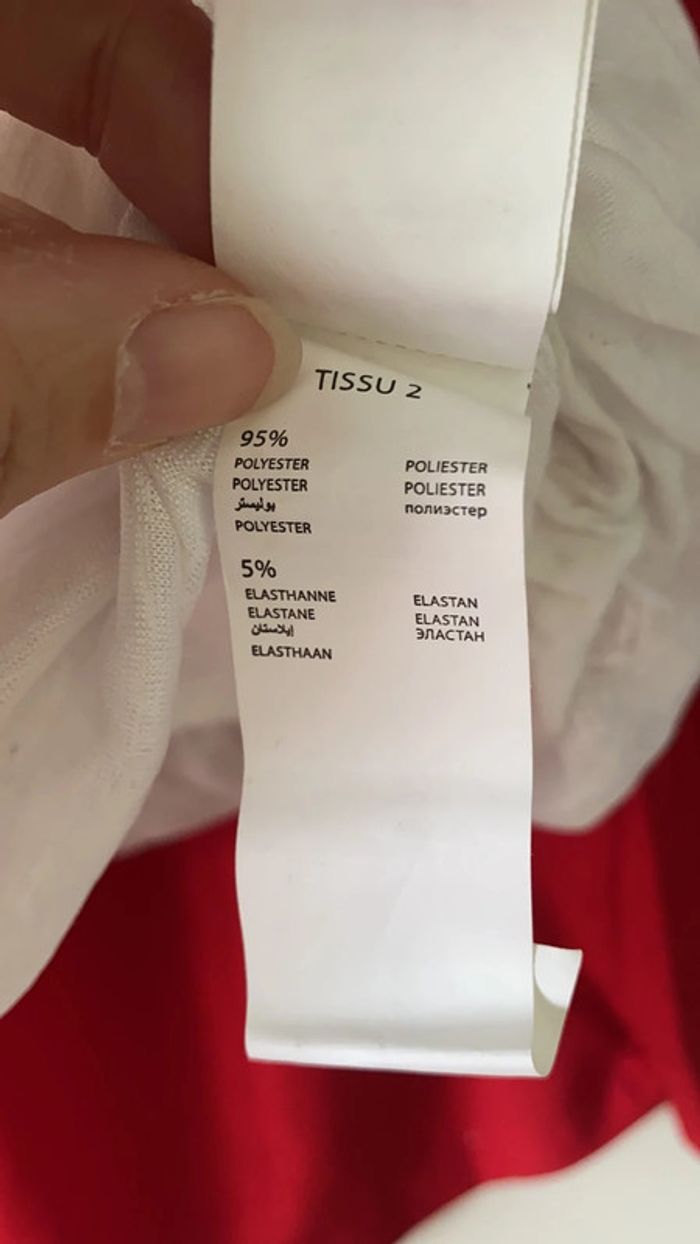 TISSU 2
95%
POLYESTER POLIESTER
POLYESTER POLIESTER
بوليستر полиэстер
POLYESTER
5%
ELASTHANNE ELASTAN
ELASTANE ELASTAN
إيلاستان ЭЛАСТАН
ELASTHAAN